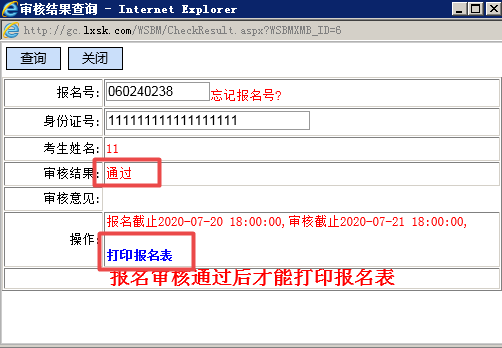 审核结果查询 - Internet Explorer
http://gc.lxsk.com/WSBM/CheckResult.aspx?WSBMXMB_ID=6
查询 关闭
报名号: 060240238 忘记报名号?
身份证号: 111111111111111111
考生姓名: 11
审核结果: 通过
审核意见:
报名截止2020-07-20 18:00:00,审核截止2020-07-21 18:00:00,
操作:
打印报名表
报名审核通过后才能打印报名表